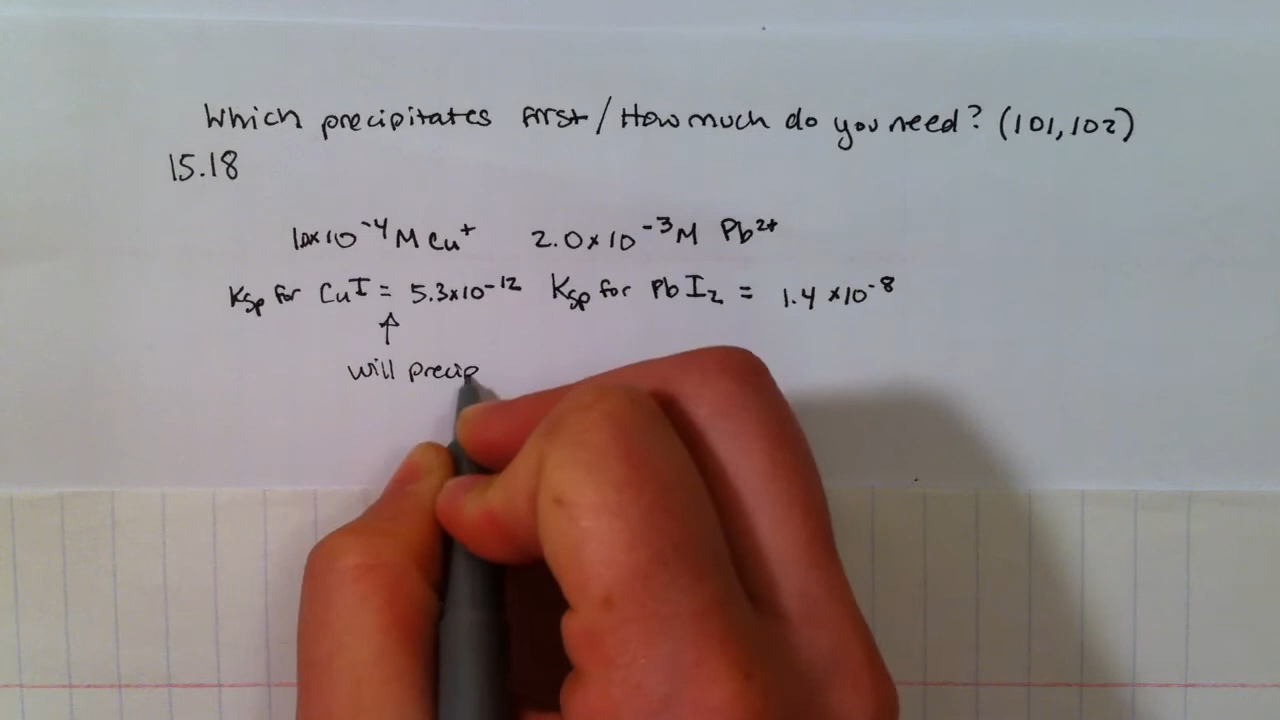 Which precipitates first/How much do you need? (101,102)
15.18
1.0x10⁻⁴ M Cu⁺ 2.0x10⁻³M Pb²⁺
Ksp for CuI = 5.3x10⁻¹² Ksp for PbI₂ = 1.4x10⁻⁸
↑
will precip